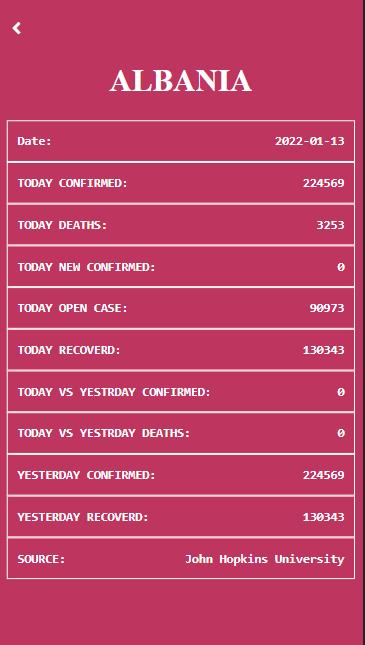 ALBANIA
Date: 2022-01-13
TODAY CONFIRMED: 224569
TODAY DEATHS: 3253
TODAY NEW CONFIRMED: 0
TODAY OPEN CASE: 90973
TODAY RECOVERD: 130343
TODAY VS YESTRDAY CONFIRMED: 0
TODAY VS YESTRDAY DEATHS: 0
YESTERDAY CONFIRMED: 224569
YESTERDAY RECOVERD: 130343
SOURCE: John Hopkins University